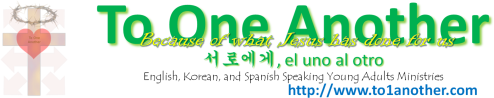 To One Another
Because of what Jesus has done for us
서로에게, el uno al otro
English, Korean, and Spanish Speaking Young Adults Ministries
http://www.to1another.com